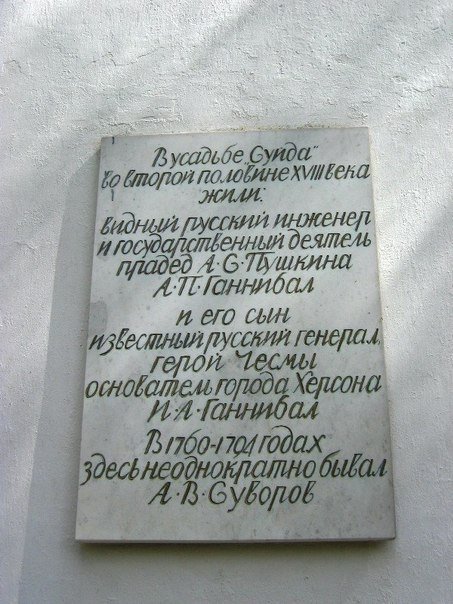 В усадьбе „Суйда"
во второй половине XVIII века
жили:
видный русский инженер
и государственный деятель
прадед А·С·Пушкина
А·П·Ганнибал
и его сын
известный русский генерал,
герой Чесмы
основатель города Херсона
И·А·Ганнибал
В 1760-1794 годах
здесь неоднократно бывал
А·В·Суворов